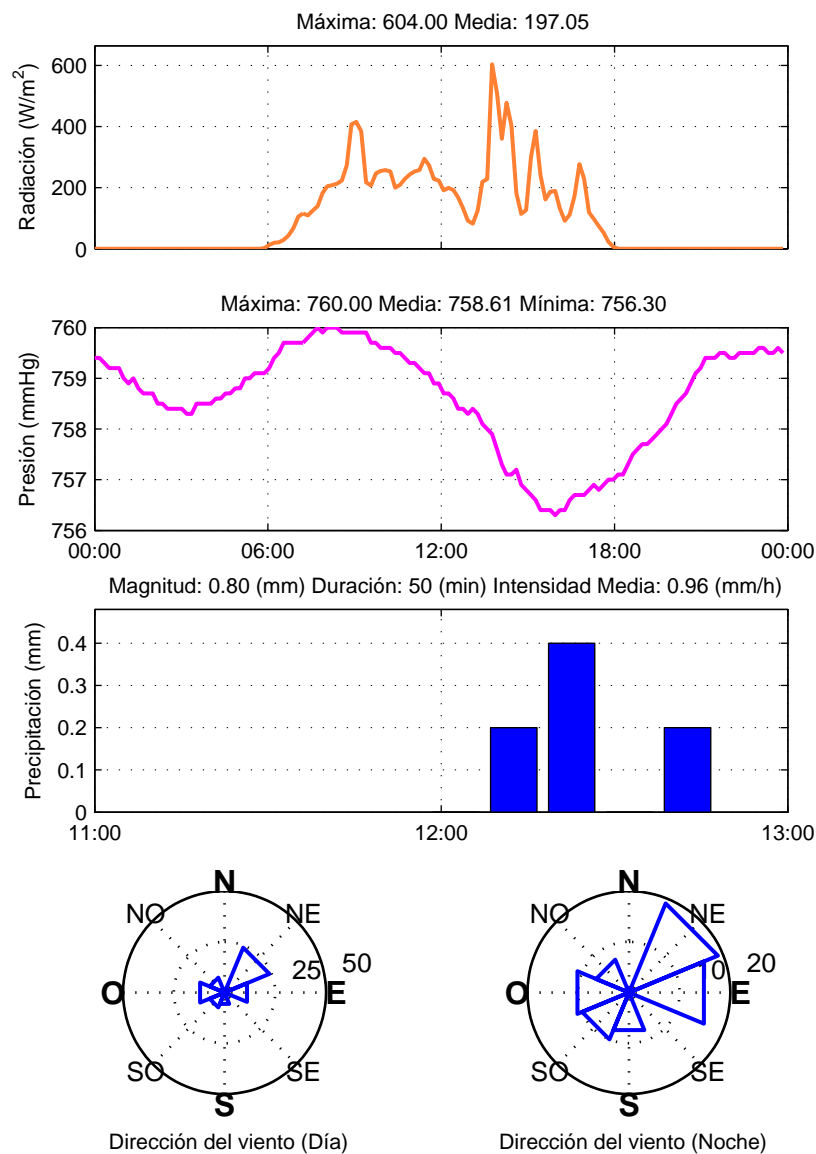 Máxima: 604.00 Media: 197.05
Radiación (W/m²)
600
400
200
0
Máxima: 760.00 Media: 758.61 Mínima: 756.30
Presión (mmHg)
760
759
758
757
756
00:00 06:00 12:00 18:00 00:00
Magnitud: 0.80 (mm) Duración: 50 (min) Intensidad Media: 0.96 (mm/h)
Precipitación (mm)
0.4
0.3
0.2
0.1
0
11:00 12:00 13:00
N
NO NE
25 50
O E
SO SE
S
Dirección del viento (Día)
N
NO NE
0 20
O E
SO SE
S
Dirección del viento (Noche)